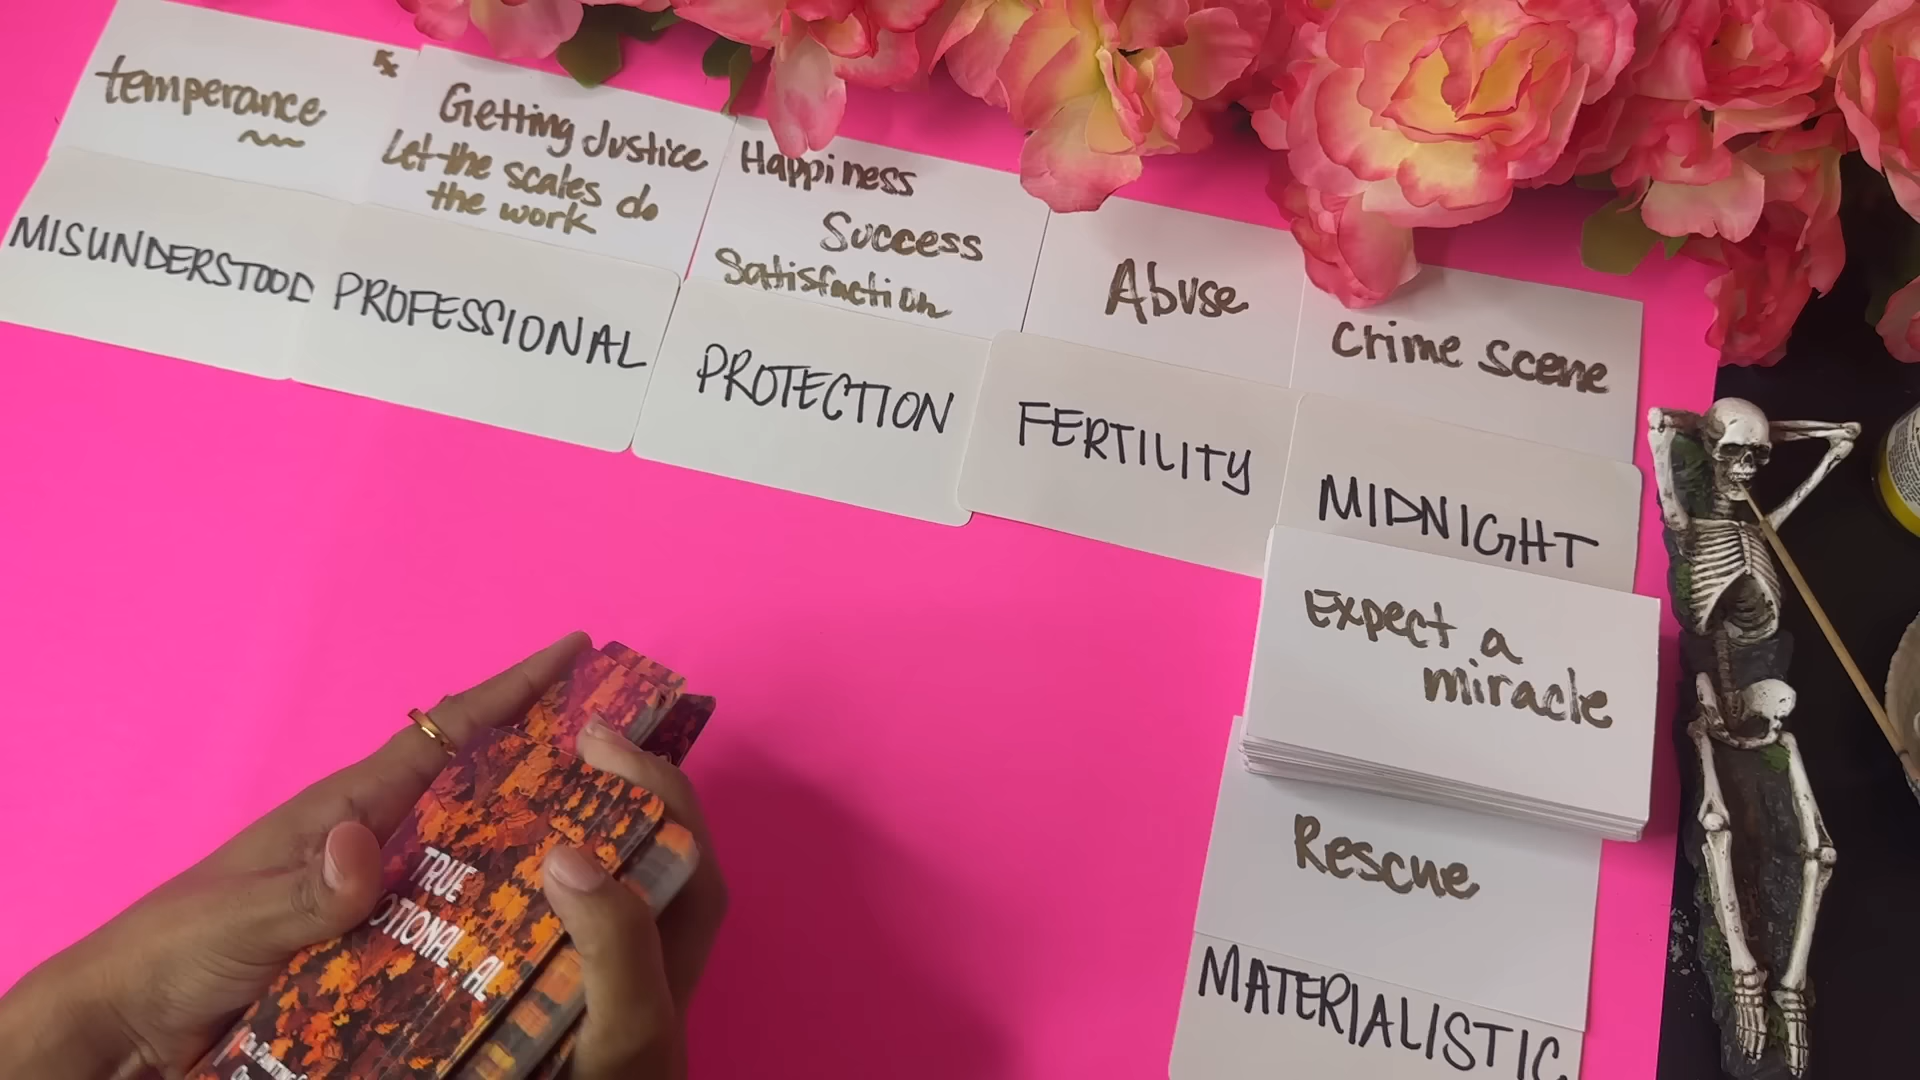 temperance
Getting Justice
Let the scales do
the work
Happiness
Success
Satisfaction
Abuse
Crime Scene
MISUNDERSTOOD
PROFESSIONAL
PROTECTION
FERTILITY
MIDNIGHT
Expect a
miracle
Rescue
MATERIALISTIC
TRUE